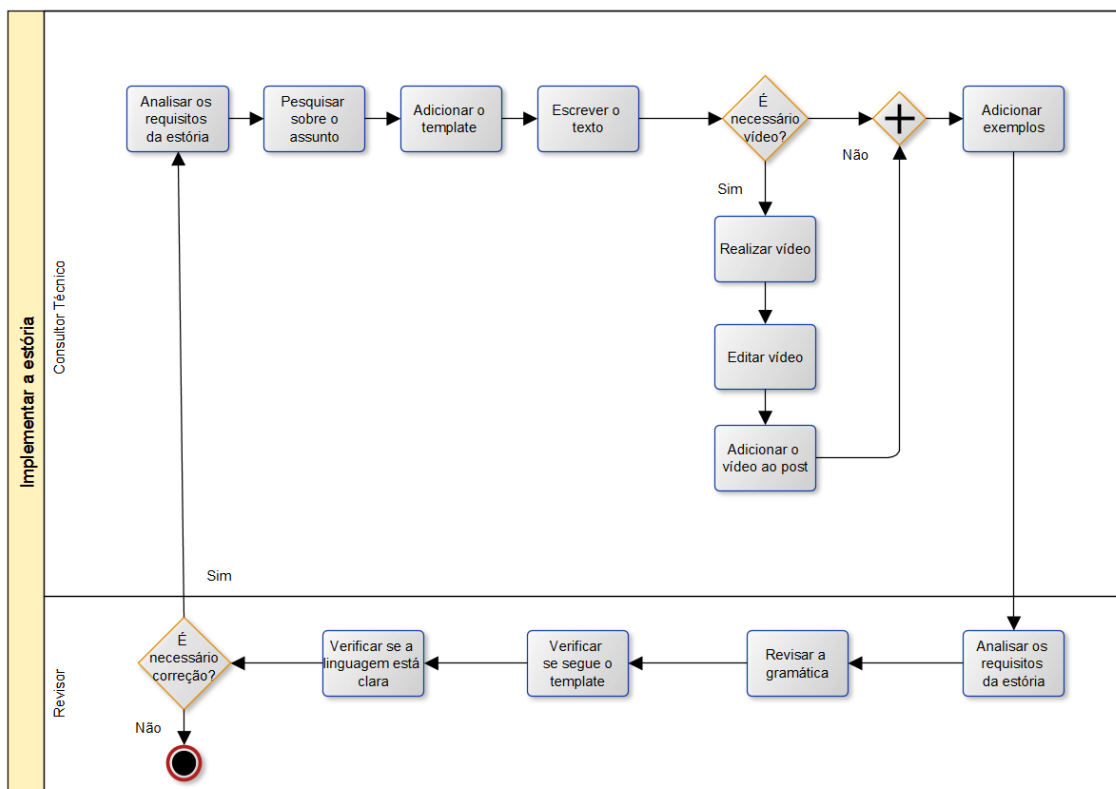 Implementar a estória
Consultor Técnico
Analisar os
requisitos
da estória
Pesquisar
sobre o
assunto
Adicionar o
template
Escrever o
texto
É
necessário
vídeo?
Não
Adicionar
exemplos
Sim
Realizar vídeo
Editar vídeo
Adicionar o
vídeo ao post
Sim
Revisor
É
necessário
correção?
Verificar se a
linguagem está
clara
Verificar
se segue o
template
Revisar a
gramática
Analisar os
requisitos
da estória
Não